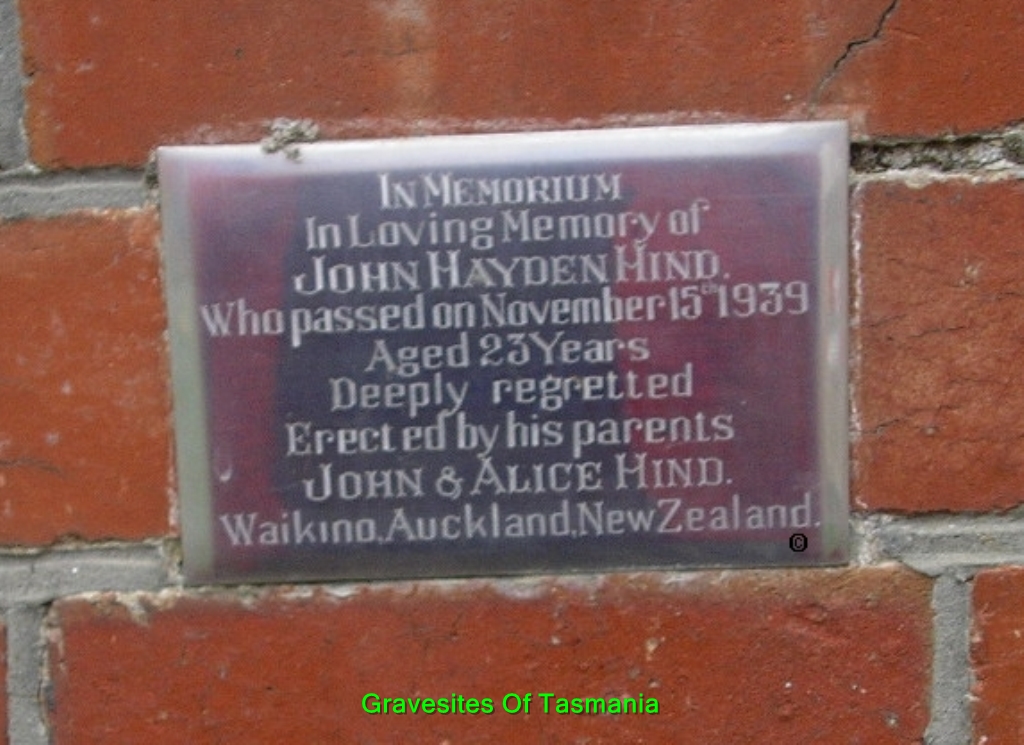 IN MEMORIUM
In Loving Memory of
JOHN HAYDEN HIND.
Who passed on November 15th 1939
Aged 23 Years
Deeply regretted
Erected by his parents
JOHN & ALICE HIND.
Waikino, Auckland, New Zealand.
©
Gravesites Of Tasmania